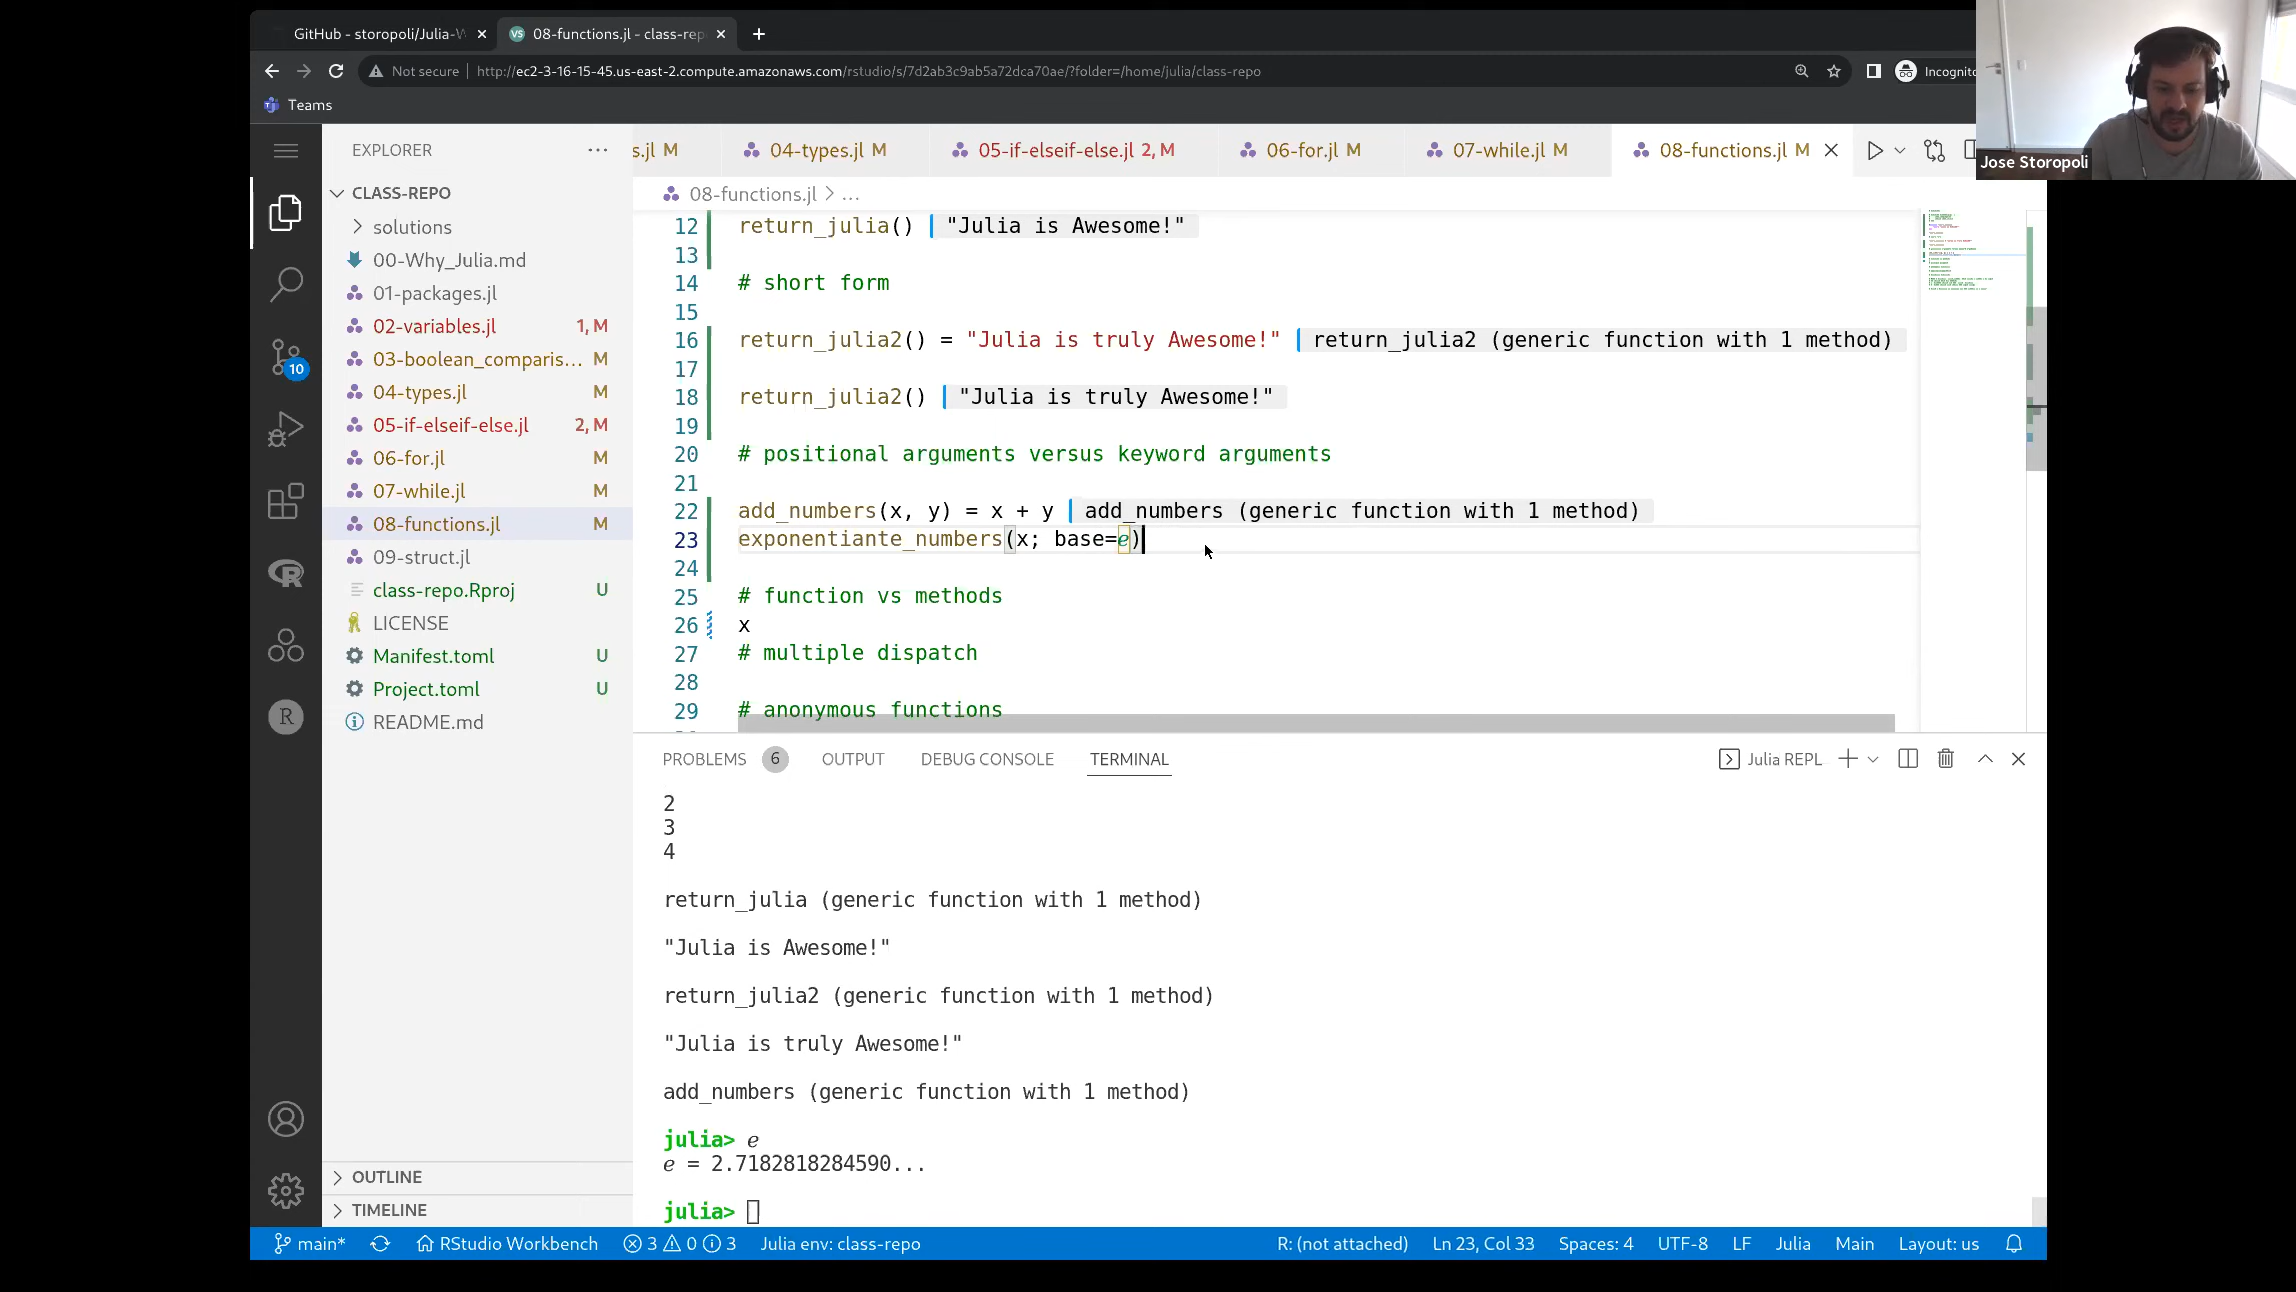 GitHub - storopoli/Julia-W
08-functions.jl - class-rep
Not secure
http://ec2-3-16-15-45.us-east-2.compute.amazonaws.com/rstudio/s/7d2ab3c9ab5a72dca70ae/?folder=/home/julia/class-repo
Incognito
Teams
Jose Storopoli
EXPLORER
CLASS-REPO
solutions
00-Why_Julia.md
01-packages.jl
02-variables.jl 1, M
03-boolean_comparis... M
04-types.jl M
05-if-elseif-else.jl 2, M
06-for.jl M
07-while.jl M
08-functions.jl M
09-struct.jl
class-repo.Rproj U
LICENSE
Manifest.toml U
Project.toml U
README.md
OUTLINE
TIMELINE
10
R
R
s.jl M
04-types.jl M
05-if-elseif-else.jl 2, M
06-for.jl M
07-while.jl M
08-functions.jl M
08-functions.jl > ...
12 return_julia() "Julia is Awesome!"
13
14 # short form
15
16 return_julia2() = "Julia is truly Awesome!" return_julia2 (generic function with 1 method)
17
18 return_julia2() "Julia is truly Awesome!"
19
20 # positional arguments versus keyword arguments
21
22 add_numbers(x, y) = x + y add_numbers (generic function with 1 method)
23 exponentiante_numbers(x; base=ℯ)
24
25 # function vs methods
26 x
27 # multiple dispatch
28
29 # anonymous functions
PROBLEMS 6 OUTPUT DEBUG CONSOLE TERMINAL
Julia REPL
2
3
4
return_julia (generic function with 1 method)
"Julia is Awesome!"
return_julia2 (generic function with 1 method)
"Julia is truly Awesome!"
add_numbers (generic function with 1 method)
julia> ℯ
ℯ = 2.7182818284590...
julia>
main* RStudio Workbench 3 0 3 Julia env: class-repo R: (not attached) Ln 23, Col 33 Spaces: 4 UTF-8 LF Julia Main Layout: us